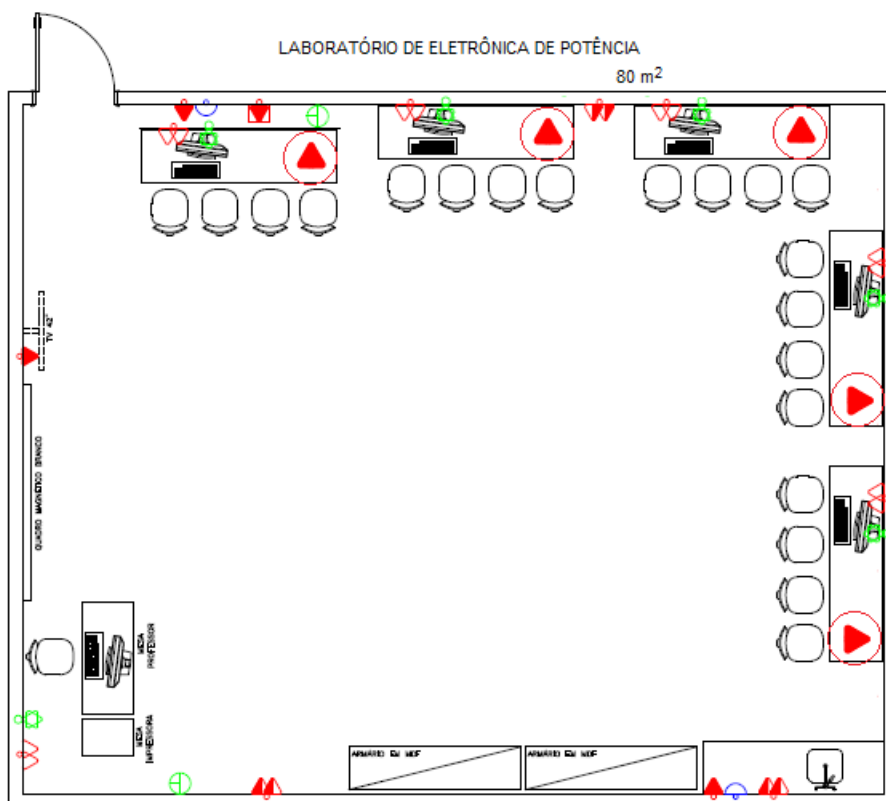 LABORATÓRIO DE ELETRÔNICA DE POTÊNCIA
80 m²
TV 42"
QUADRO MAGNÉTICO BRANCO
MESA
PROFESSOR
MESA
IMPRESSORA
ARMÁRIO EM MDF
ARMÁRIO EM MDF